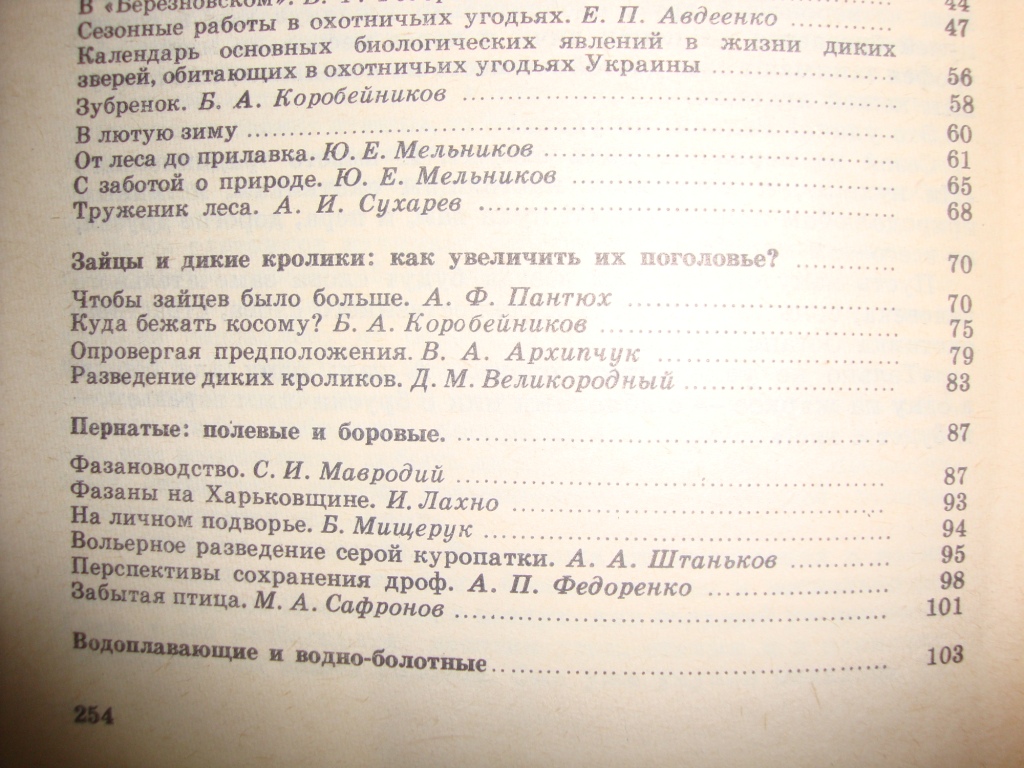 В «Березновском».
44
Сезонные работы в охотничьих угодьях. Е. П. Авдеенко 47
Календарь основных биологических явлений в жизни диких
зверей, обитающих в охотничьих угодьях Украины 56
Зубренок. Б. А. Коробейников 58
В лютую зиму 60
От леса до прилавка. Ю. Е. Мельников 61
С заботой о природе. Ю. Е. Мельников 65
Труженик леса. А. И. Сухарев 68
Зайцы и дикие кролики: как увеличить их поголовье? 70
Чтобы зайцев было больше. А. Ф. Пантюх 70
Куда бежать косому? Б. А. Коробейников 75
Опровергая предположения. В. А. Архипчук 79
Разведение диких кроликов. Д. М. Великородный 83
Пернатые: полевые и боровые. 87
Фазановодство. С. И. Мавродий 87
Фазаны на Харьковщине. И. Лахно 93
На личном подворье. Б. Мищерук 94
Вольерное разведение серой куропатки. А. А. Штаньков 95
Перспективы сохранения дроф. А. П. Федоренко 98
Забытая птица. М. А. Сафронов 101
Водоплавающие и водно-болотные 103
254